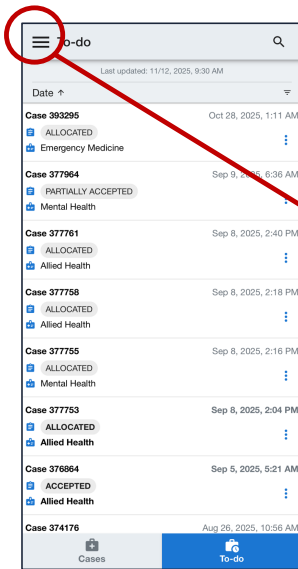 To-do
Last updated: 11/12, 2025, 9:30 AM
Date ↑
Case 393295 Oct 28, 2025, 1:11 AM
ALLOCATED
Emergency Medicine
Case 377964 Sep 9, 2025, 6:36 AM
PARTIALLY ACCEPTED
Mental Health
Case 377761 Sep 8, 2025, 2:40 PM
ALLOCATED
Allied Health
Case 377758 Sep 8, 2025, 2:18 PM
ALLOCATED
Allied Health
Case 377755 Sep 8, 2025, 2:16 PM
ALLOCATED
Mental Health
Case 377753 Sep 8, 2025, 2:04 PM
ALLOCATED
Allied Health
Case 376864 Sep 5, 2025, 5:21 AM
ACCEPTED
Allied Health
Case 374176 Aug 26, 2025, 10:56 AM
Cases To-do